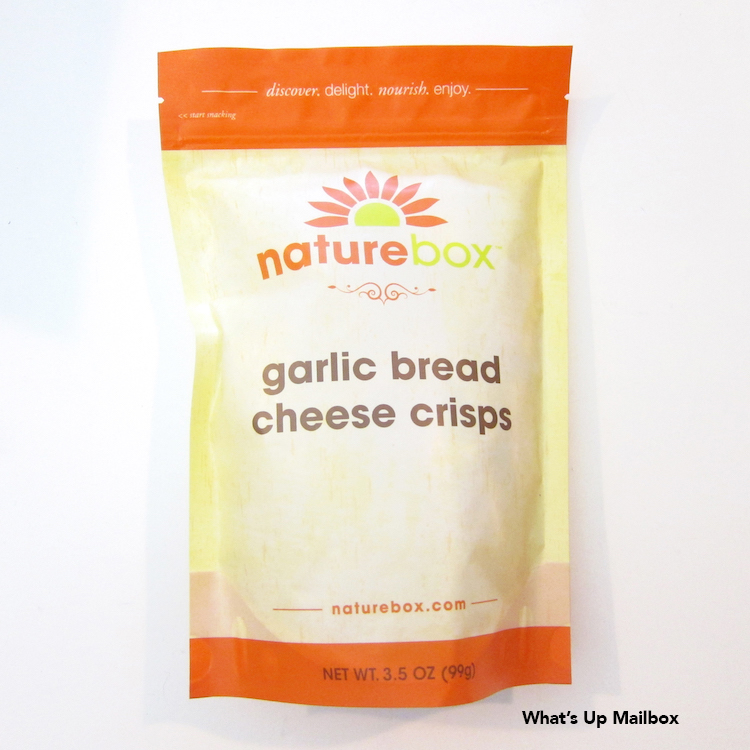 discover. delight. nourish. enjoy.
<< start snacking
naturebox™
garlic bread
cheese crisps
naturebox.com
NET WT. 3.5 OZ (99g)
What's Up Mailbox